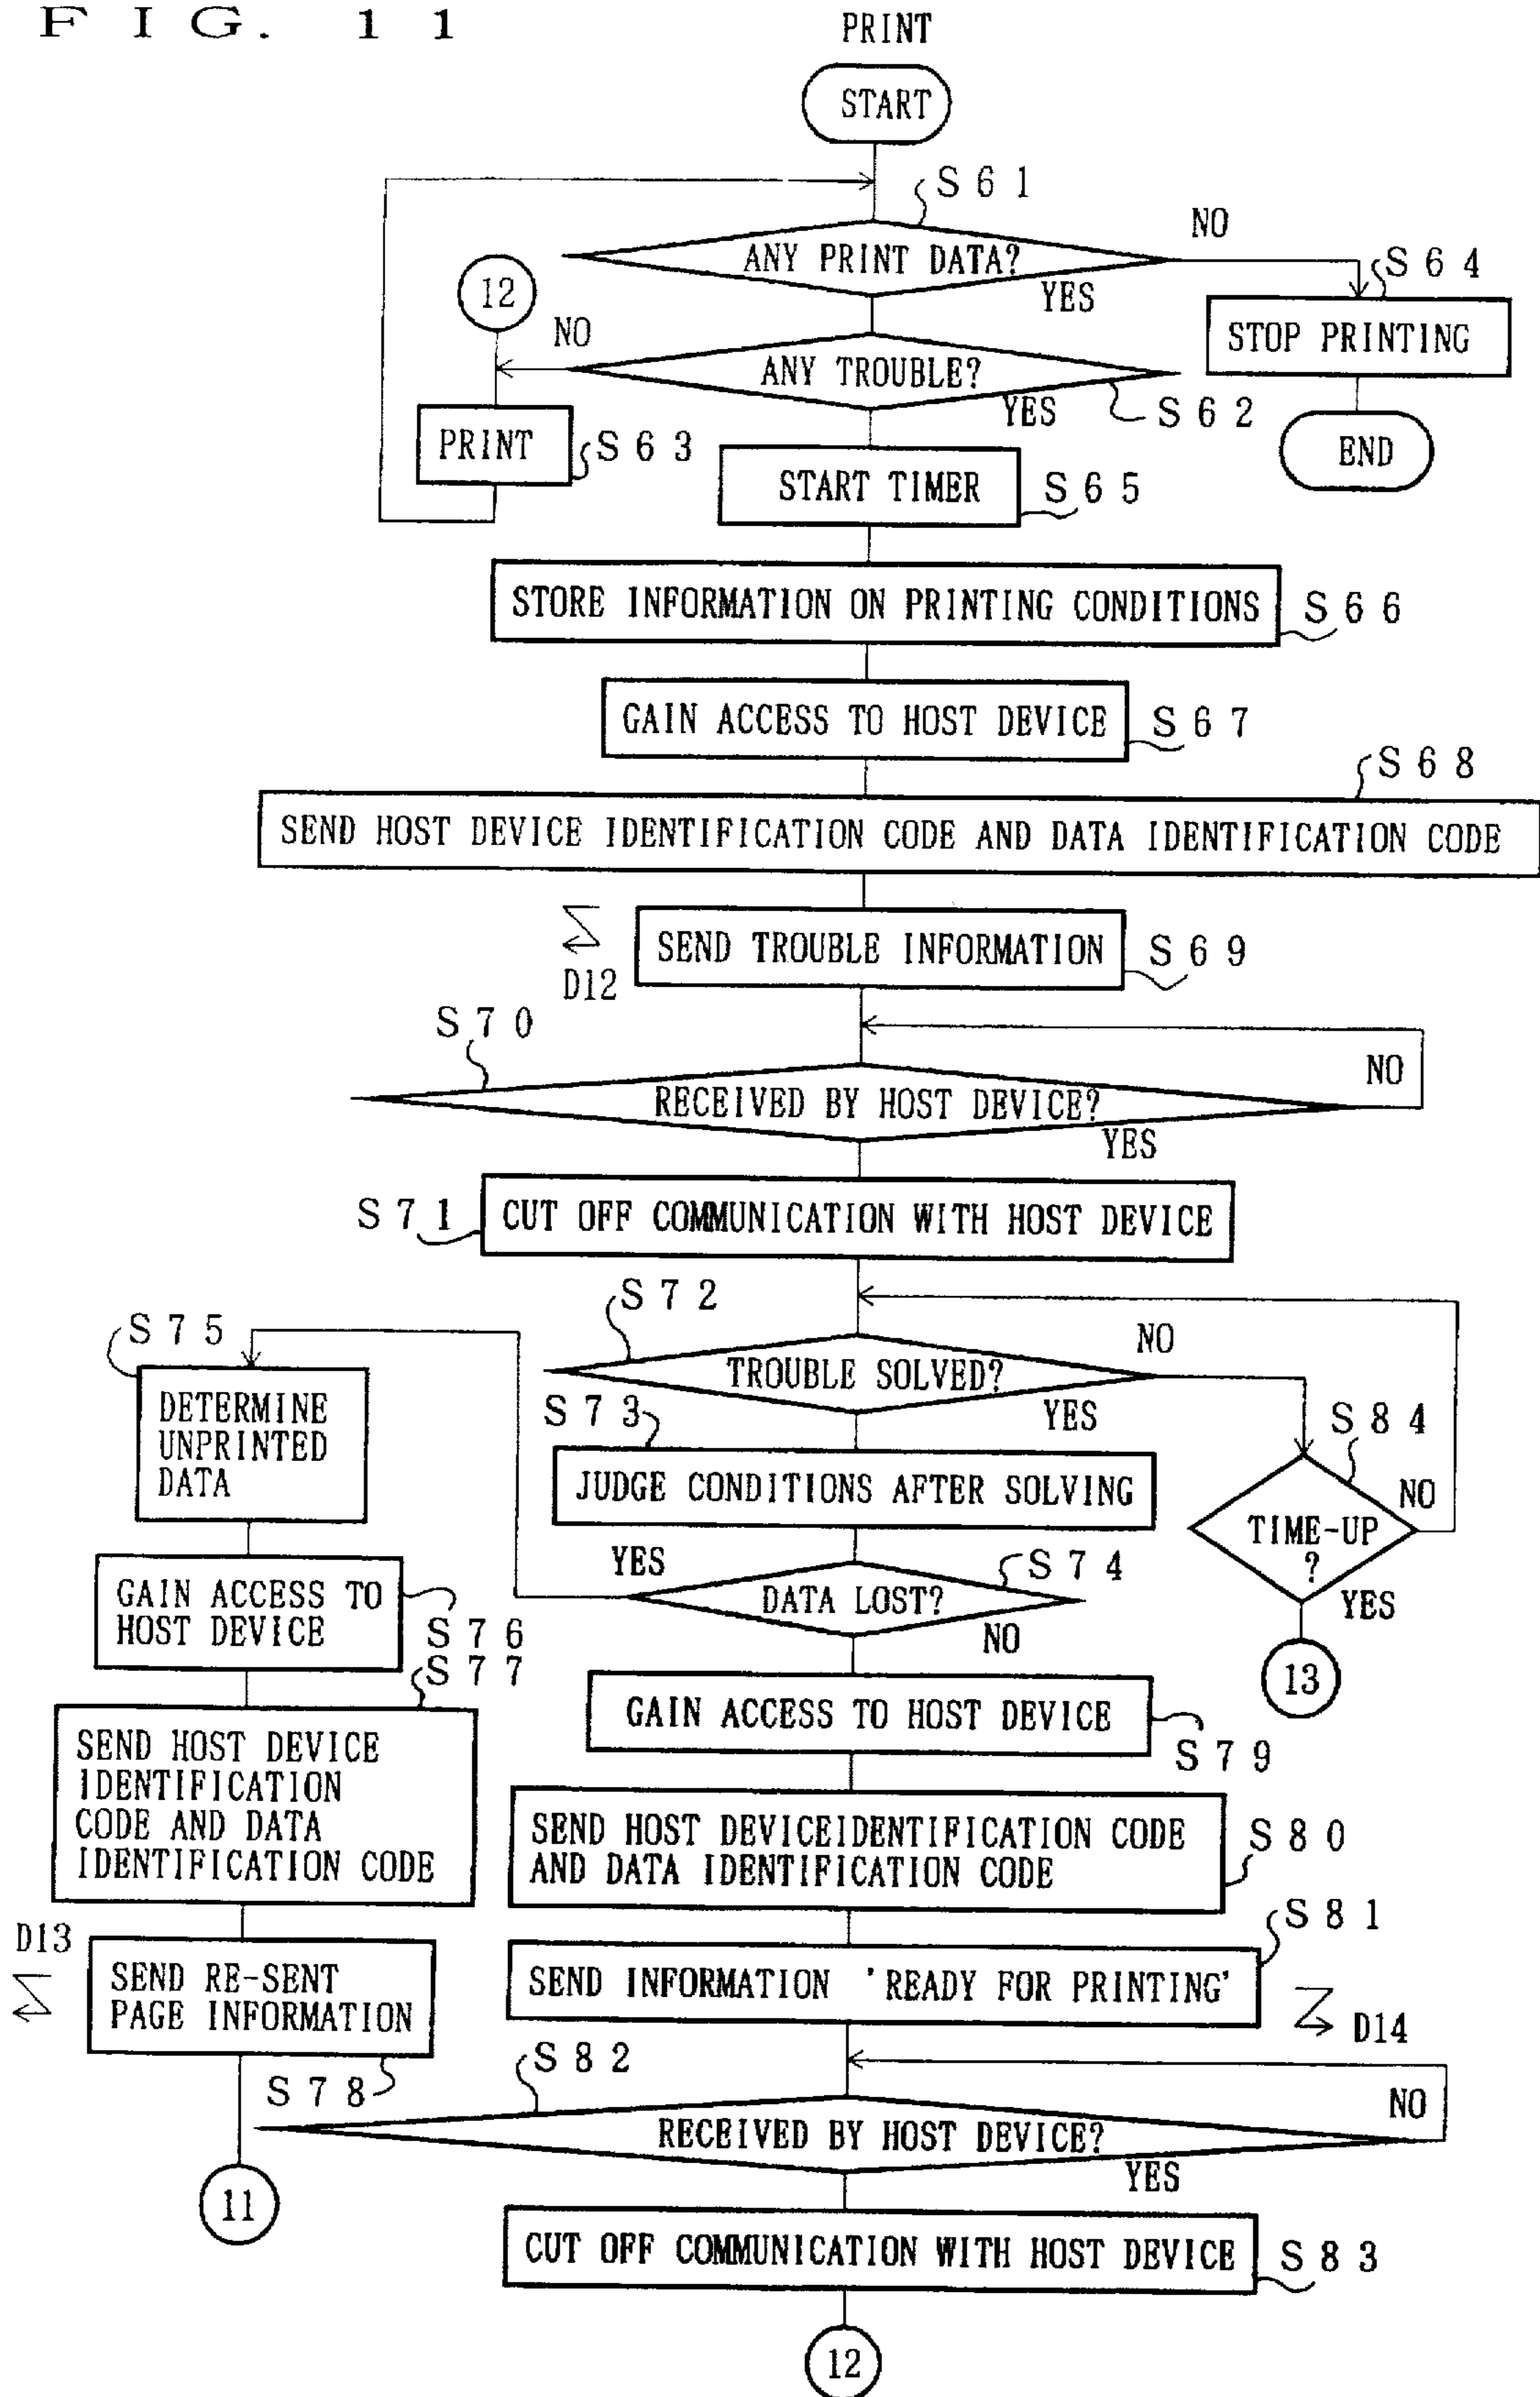 FIG. 11
PRINT
START
S61
ANY PRINT DATA?
NO
YES
S64
STOP PRINTING
END
12
NO
ANY TROUBLE?
YES
S62
PRINT
S63
START TIMER
S65
STORE INFORMATION ON PRINTING CONDITIONS
S66
GAIN ACCESS TO HOST DEVICE
S67
S68
SEND HOST DEVICE IDENTIFICATION CODE AND DATA IDENTIFICATION CODE
SEND TROUBLE INFORMATION
S69
D12
S70
NO
RECEIVED BY HOST DEVICE?
YES
S71
CUT OFF COMMUNICATION WITH HOST DEVICE
S72
NO
TROUBLE SOLVED?
YES
S73
JUDGE CONDITIONS AFTER SOLVING
S84
NO
TIME-UP
?
YES
13
YES
S74
DATA LOST?
NO
S75
DETERMINE
UNPRINTED
DATA
GAIN ACCESS TO
HOST DEVICE
S76
S77
SEND HOST DEVICE
IDENTIFICATION
CODE AND DATA
IDENTIFICATION CODE
D13
SEND RE-SENT
PAGE INFORMATION
S78
11
GAIN ACCESS TO HOST DEVICE
S79
SEND HOST DEVICEIDENTIFICATION CODE
AND DATA IDENTIFICATION CODE
S80
S81
SEND INFORMATION 'READY FOR PRINTING'
D14
S82
NO
RECEIVED BY HOST DEVICE?
YES
CUT OFF COMMUNICATION WITH HOST DEVICE
S83
12